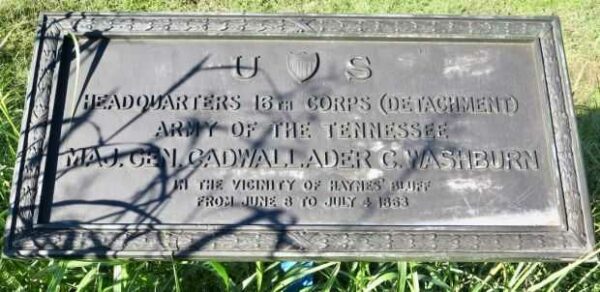 U S
HEADQUARTERS 16TH CORPS (DETACHMENT)
ARMY OF THE TENNESSEE
MAJ. GEN. CADWALLADER C. WASHBURN
IN THE VICINITY OF HAYNES' BLUFF
FROM JUNE 8 TO JULY 4 1863